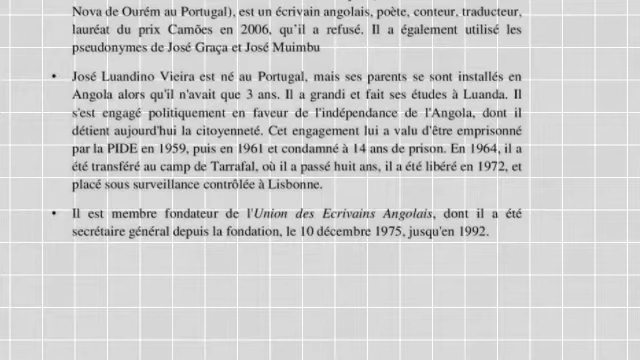 Nova de Ourém au Portugal), est un écrivain angolais, poète, conteur, traducteur,
lauréat du prix Camões en 2006, qu'il a refusé. Il a également utilisé les
pseudonymes de José Graça et José Muimbu
• José Luandino Vieira est né au Portugal, mais ses parents se sont installés en
Angola alors qu'il n'avait que 3 ans. Il a grandi et fait ses études à Luanda. Il
s'est engagé politiquement en faveur de l'indépendance de l'Angola, dont il
détient aujourd'hui la citoyenneté. Cet engagement lui a valu d'être emprisonné
par la PIDE en 1959, puis en 1961 et condamné à 14 ans de prison. En 1964, il a
été transféré au camp de Tarrafal, où il a passé huit ans, il a été libéré en 1972, et
placé sous surveillance contrôlée à Lisbonne.
• Il est membre fondateur de l'Union des Ecrivains Angolais, dont il a été
secrétaire général depuis la fondation, le 10 décembre 1975, jusqu'en 1992.